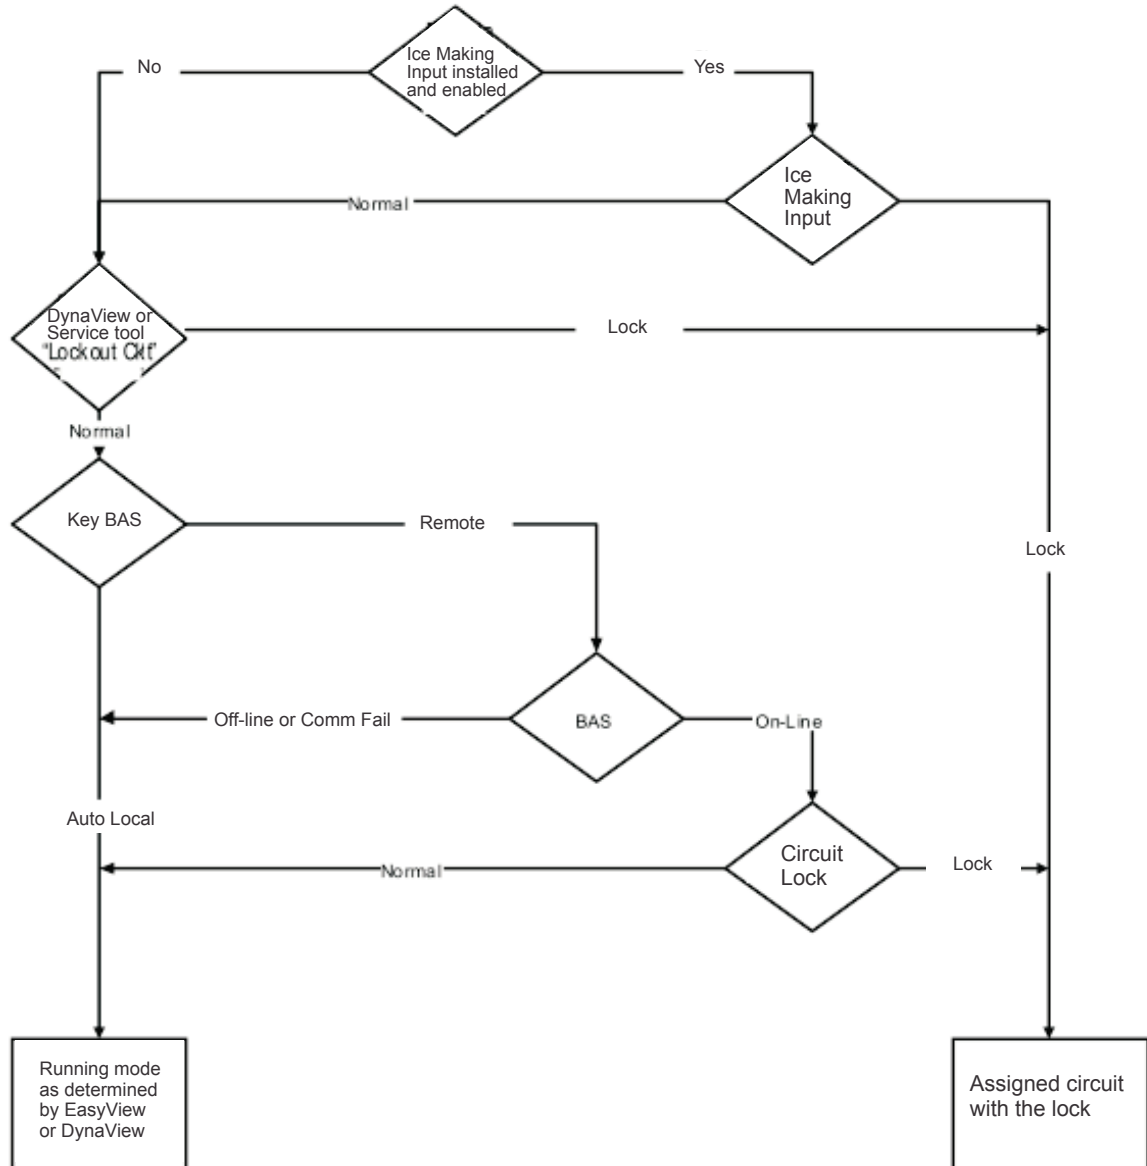 Ice Making
Input installed
and enabled
No
Yes
Ice
Making
Input
Normal
DynaView or
Service tool
"Lockout Ckt"
Lock
Normal
Key BAS
Remote
Lock
BAS
Off-line or Comm Fail
On-Line
Auto Local
Circuit
Lock
Normal
Lock
Running mode
as determined
by EasyView
or DynaView
Assigned circuit
with the lock